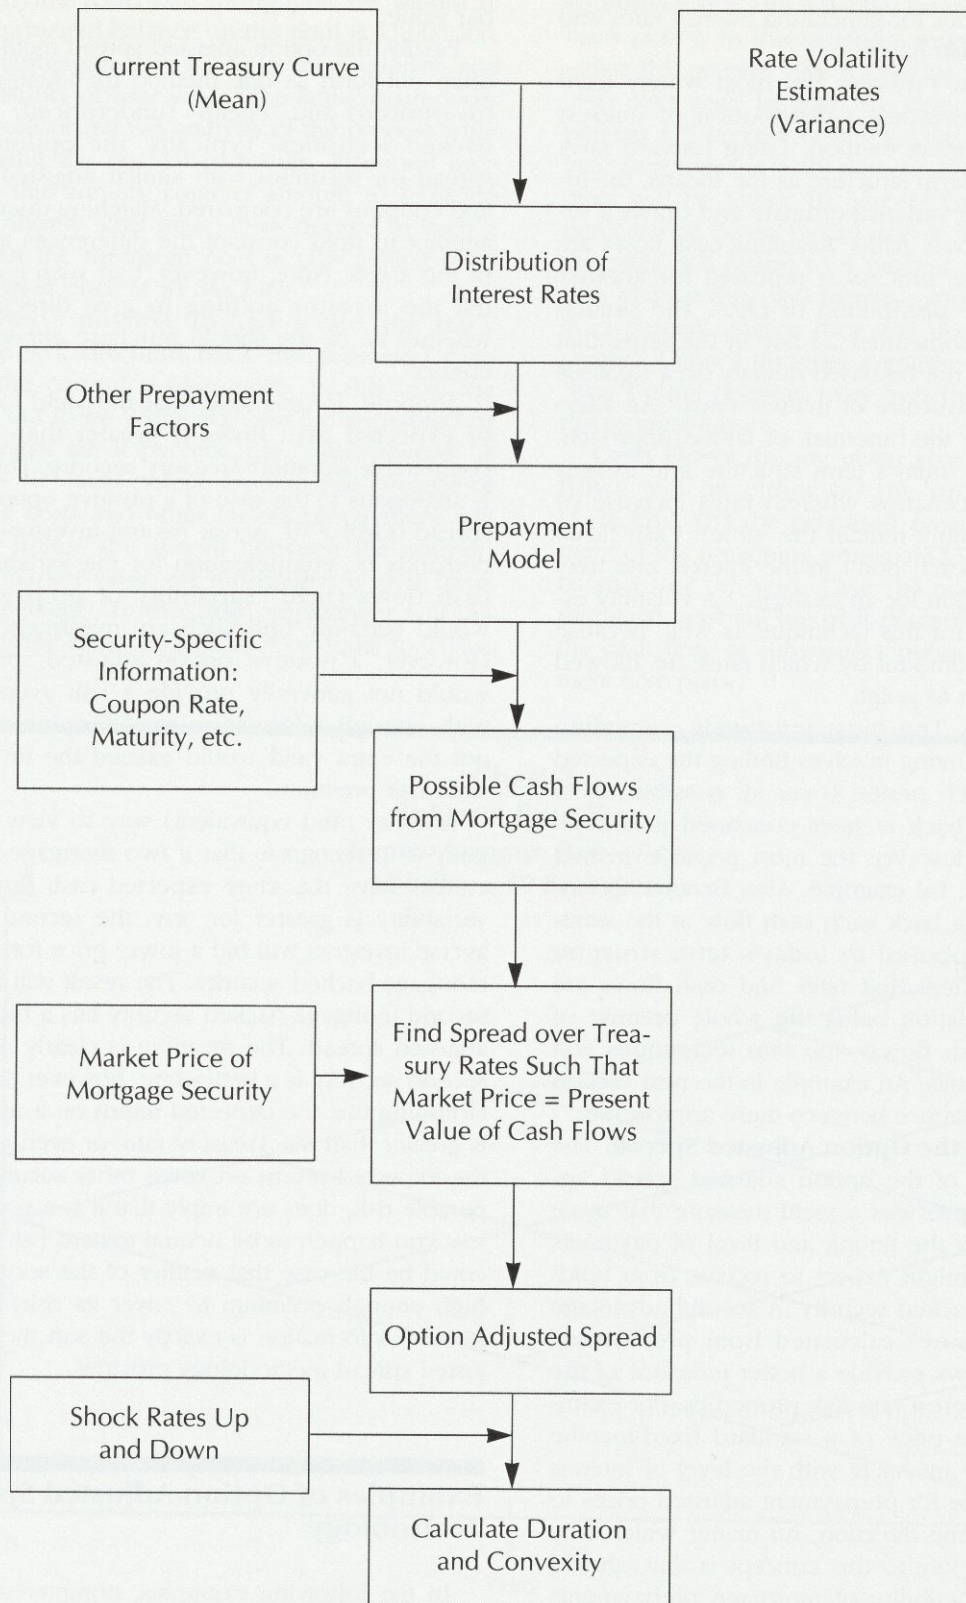 Current Treasury Curve
(Mean)
Rate Volatility
Estimates
(Variance)
Distribution of
Interest Rates
Other Prepayment
Factors
Prepayment
Model
Security-Specific
Information:
Coupon Rate,
Maturity, etc.
Possible Cash Flows
from Mortgage Security
Market Price of
Mortgage Security
Find Spread over Trea-
sury Rates Such That
Market Price = Present
Value of Cash Flows
Option Adjusted Spread
Shock Rates Up
and Down
Calculate Duration
and Convexity